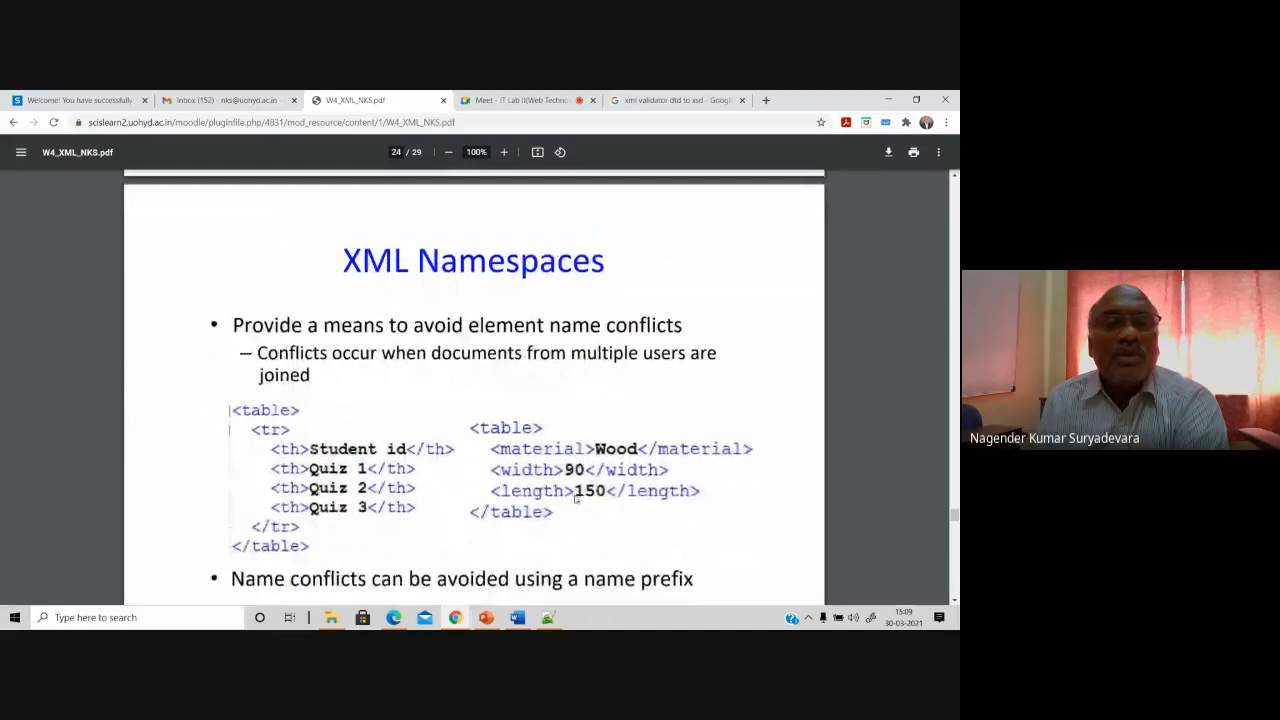 Welcome! You have successfully
Inbox (152) - nks@uohyd.ac.in -
W4_XML_NKS.pdf
Meet - IT Lab II(Web Techno
xml validator dtd to xsd - Google
scislearn2.uohyd.ac.in/moodle/pluginfile.php/4831/mod_resource/content/1/W4_XML_NKS.pdf
W4_XML_NKS.pdf
24 / 29
100%
XML Namespaces
• Provide a means to avoid element name conflicts
– Conflicts occur when documents from multiple users are
joined
<table>
<tr>
<th>Student id</th>
<th>Quiz 1</th>
<th>Quiz 2</th>
<th>Quiz 3</th>
</tr>
</table>
<table>
<material>Wood</material>
<width>90</width>
<length>150</length>
</table>
• Name conflicts can be avoided using a name prefix
Nagender Kumar Suryadevara
Type here to search
15:09
30-03-2021